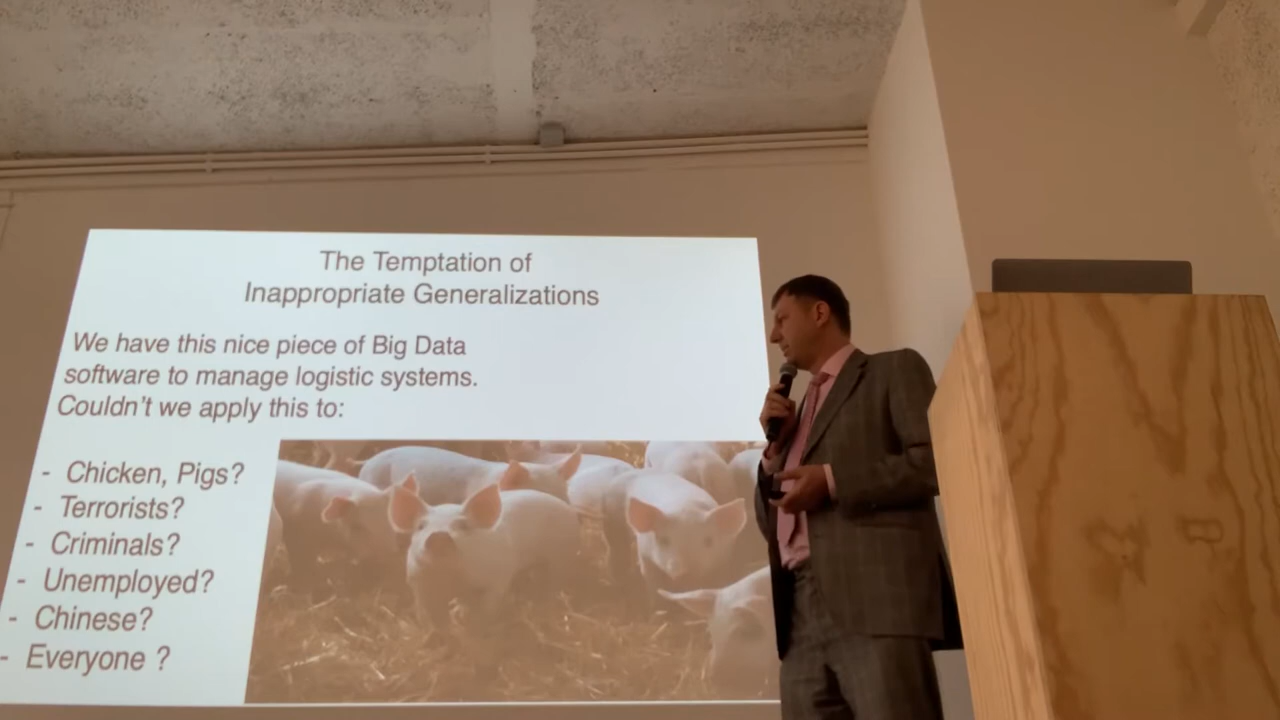 The Temptation of
Inappropriate Generalizations
We have this nice piece of Big Data
software to manage logistic systems.
Couldn't we apply this to:
- Chicken, Pigs?
- Terrorists?
- Criminals?
- Unemployed?
- Chinese?
- Everyone ?